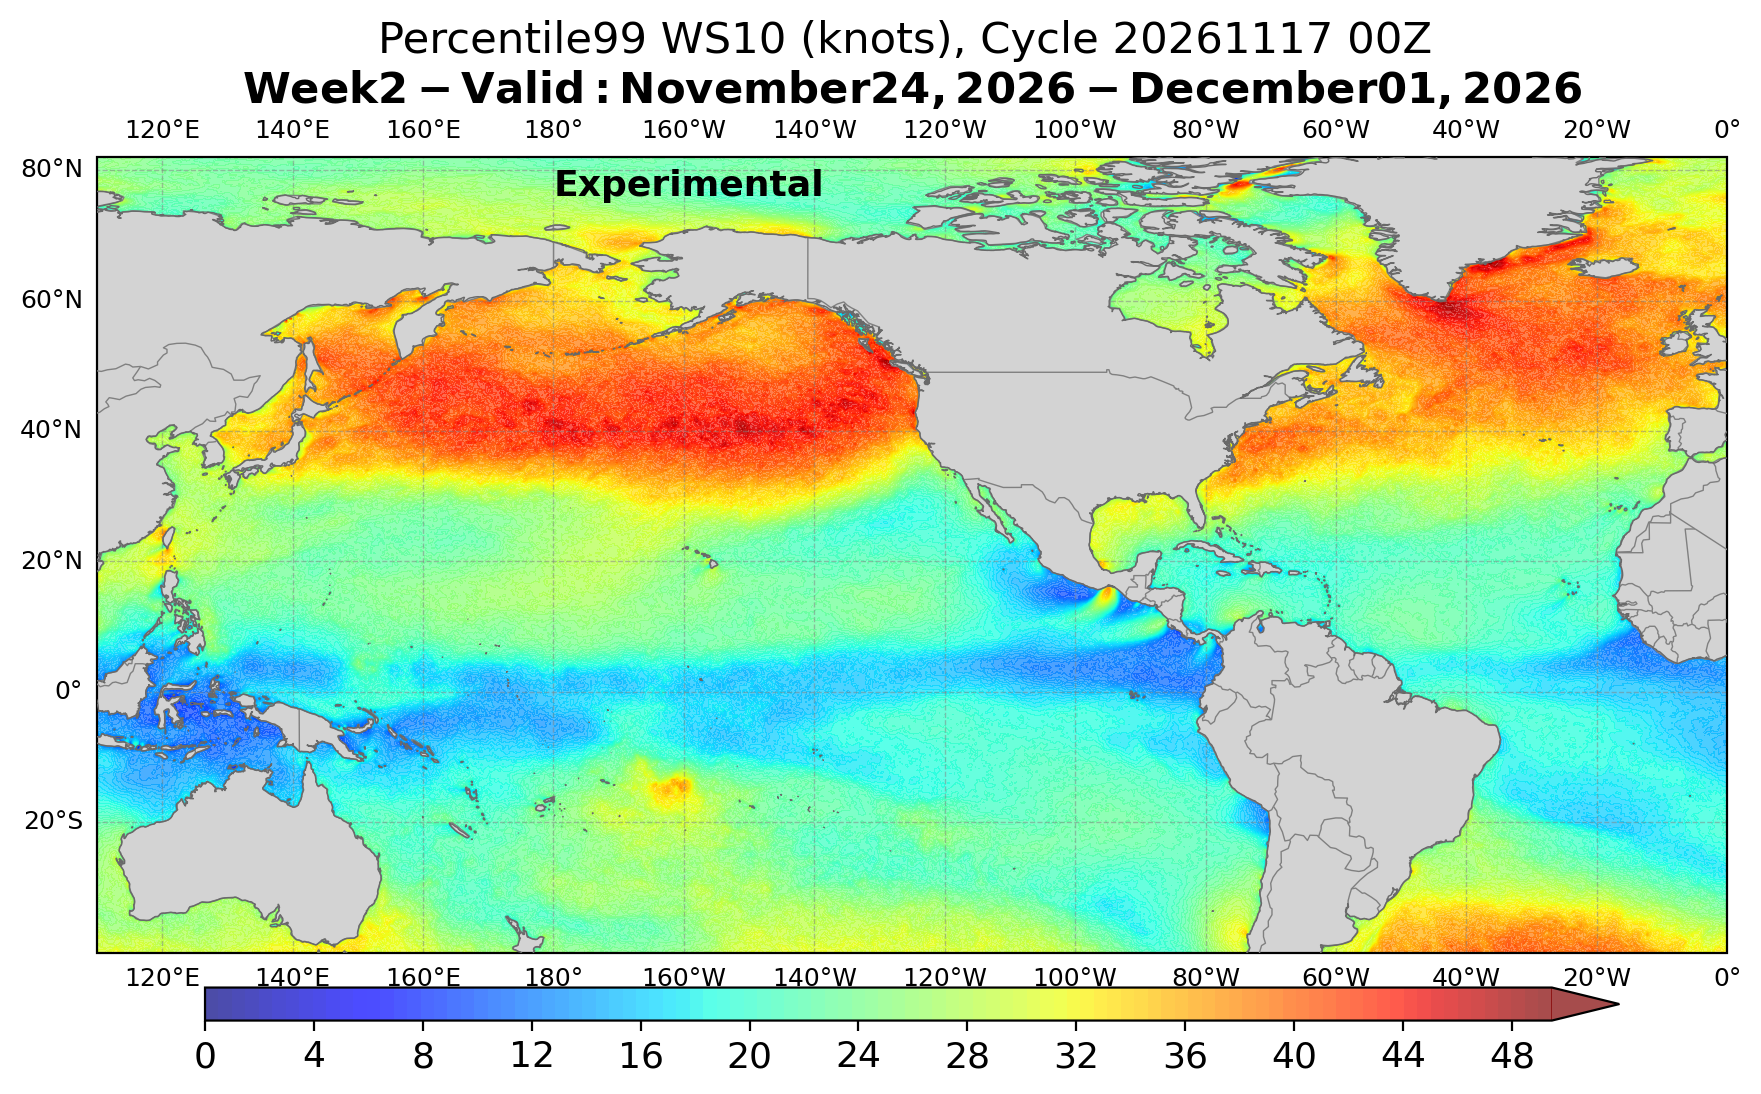 Percentile99 WS10 (knots), Cycle 20261117 00Z
Week2 − Valid : November24, 2026 − December01, 2026
120°E 140°E 160°E 180° 160°W 140°W 120°W 100°W 80°W 60°W 40°W 20°W 0°
80°N
Experimental
60°N
40°N
20°N
0°
20°S
120°E 140°E 160°E 180° 160°W 140°W 120°W 100°W 80°W 60°W 40°W 20°W 0°
0 4 8 12 16 20 24 28 32 36 40 44 48